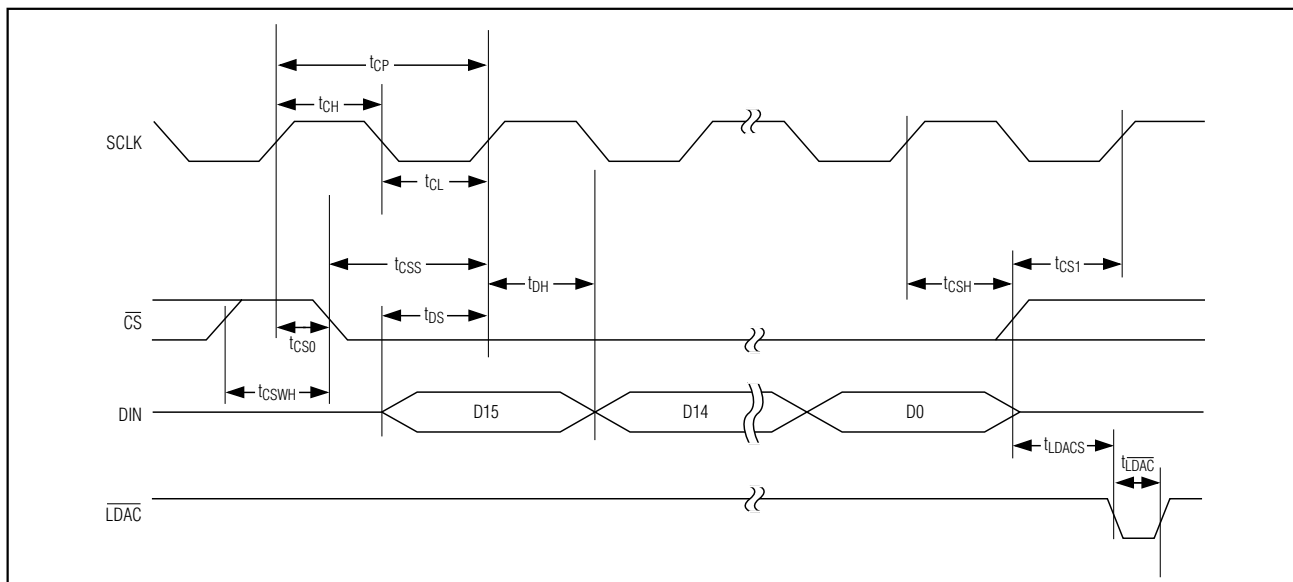 tCP
tCH
SCLK
tCL
tCSS
tDH
tCSH
tCS1
CS
tDS
tCS0
tCSWH
DIN
D15
D14
D0
tLDACS
tLDAC
LDAC